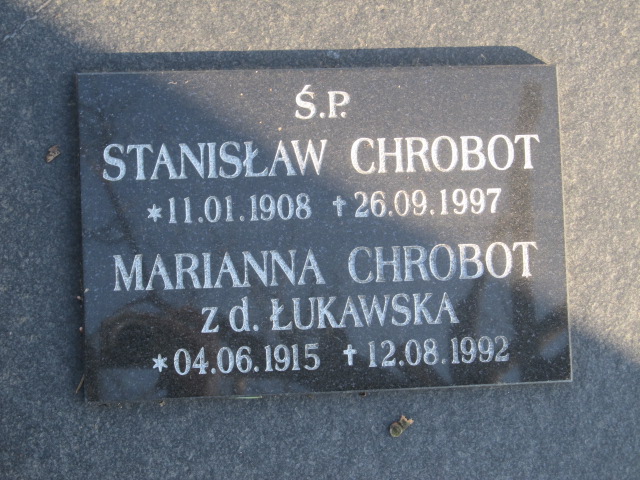 Ś.P.
STANISŁAW CHROBOT
*11.01.1908 †26.09.1997
MARIANNA CHROBOT
z d. ŁUKAWSKA
*04.06.1915 †12.08.1992